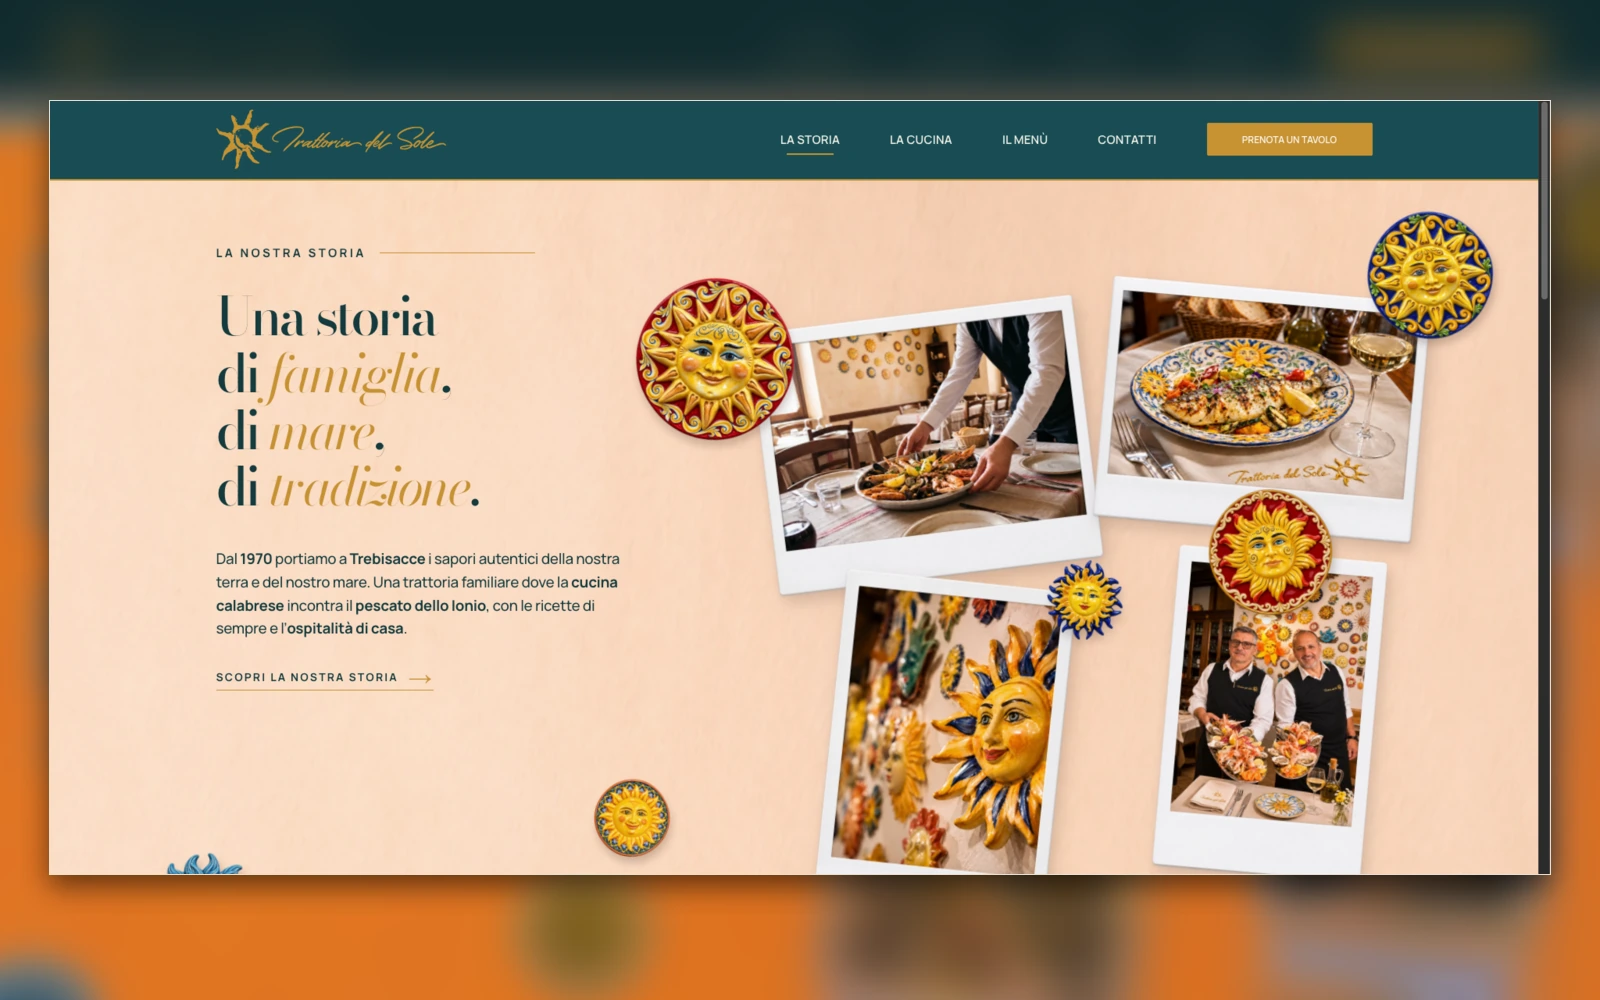 Trattoria del Sole
LA STORIA
LA CUCINA
IL MENÙ
CONTATTI
PRENOTA UN TAVOLO
LA NOSTRA STORIA
Una storia
di famiglia.
di mare.
di tradizione.
Dal 1970 portiamo a Trebisacce i sapori autentici della nostra
terra e del nostro mare. Una trattoria familiare dove la cucina
calabrese incontra il pescato dello Ionio, con le ricette di
sempre e l'ospitalità di casa.
SCOPRI LA NOSTRA STORIA
Trattoria del Sole